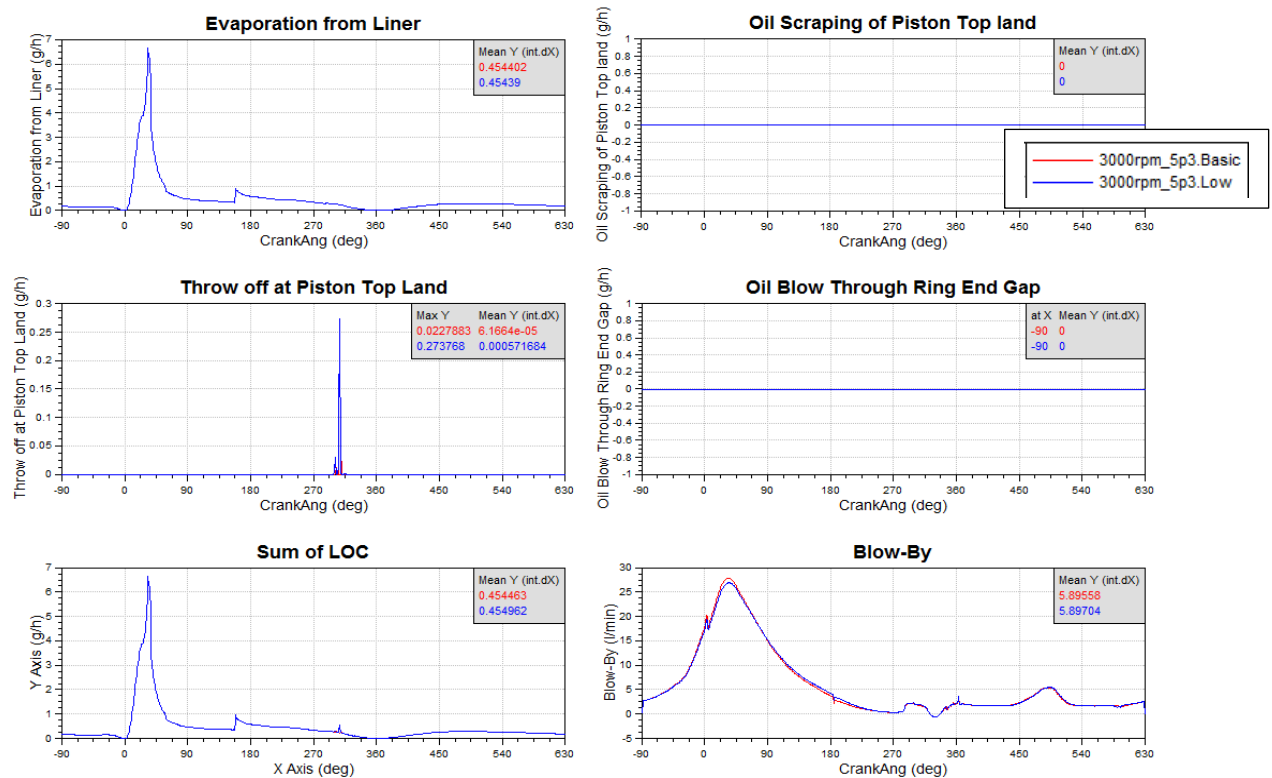 Evaporation from Liner
Evaporation from Liner (g/h)
7
6
5
4
3
2
1
0
Mean Y (int.dX)
0.454402
0.45439
-90 0 90 180 270 360 450 540 630
CrankAng (deg)
Oil Scraping of Piston Top land
Oil Scraping of Piston Top land (g/h)
1
0.8
0.6
0.4
0.2
0
-0.2
-0.4
-0.6
-0.8
-1
Mean Y (int.dX)
0
0
3000rpm_5p3.Basic
3000rpm_5p3.Low
-90 0 90 180 270 360 450 540 630
CrankAng (deg)
Throw off at Piston Top Land
Throw off at Piston Top Land (g/h)
0.3
0.25
0.2
0.15
0.1
0.05
0
Max Y Mean Y (int.dX)
0.0227883 6.1664e-05
0.273768 0.000571684
-90 0 90 180 270 360 450 540 630
CrankAng (deg)
Oil Blow Through Ring End Gap
Oil Blow Through Ring End Gap (g/h)
1
0.8
0.6
0.4
0.2
0
-0.2
-0.4
-0.6
-0.8
-1
at X Mean Y (int.dX)
-90 0
-90 0
-90 0 90 180 270 360 450 540 630
CrankAng (deg)
Sum of LOC
Y Axis (g/h)
7
6
5
4
3
2
1
0
Mean Y (int.dX)
0.454463
0.454962
-90 0 90 180 270 360 450 540 630
X Axis (deg)
Blow-By
Blow-By (l/min)
30
25
20
15
10
5
0
-5
Mean Y (int.dX)
5.89558
5.89704
-90 0 90 180 270 360 450 540 630
CrankAng (deg)